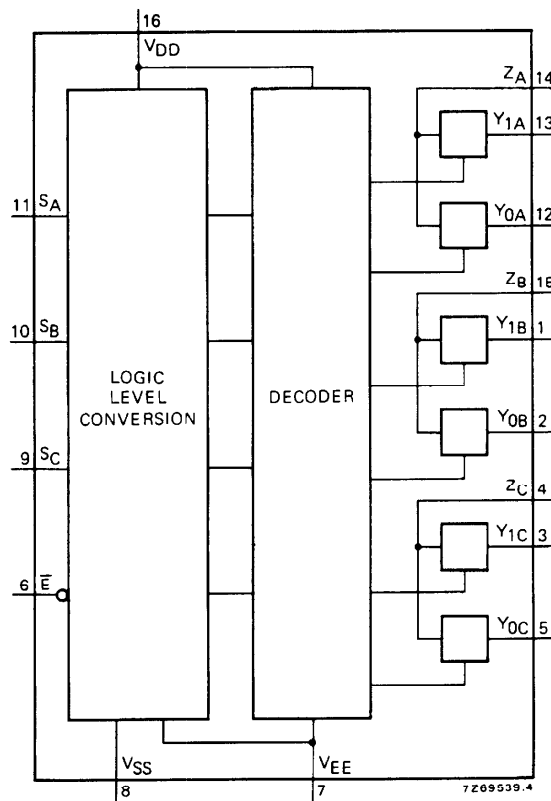 16
VDD
ZA 14
Y1A 13
11 SA
Y0A 12
ZB 15
10 SB
Y1B 1
LOGIC
LEVEL
CONVERSION
DECODER
Y0B 2
9 SC
ZC 4
Y1C 3
6 E̅
Y0C 5
VSS
VEE
8
7
7Z69539.4